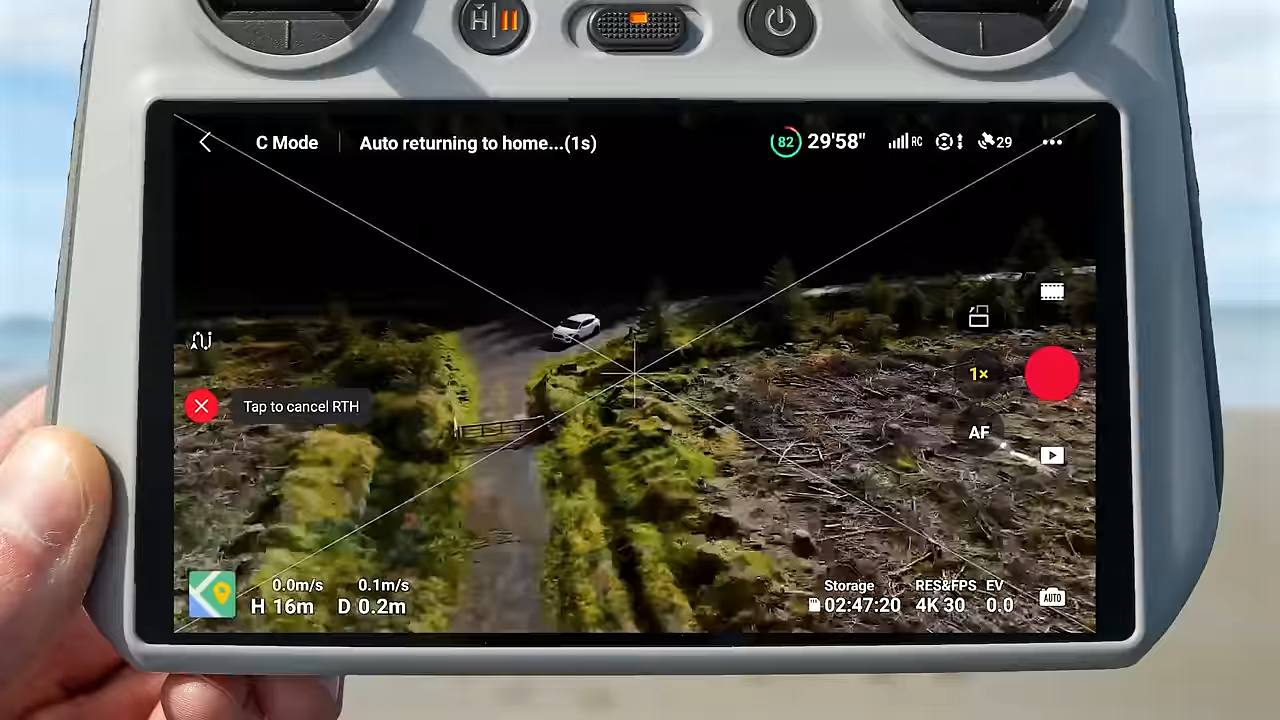 H
C Mode Auto returning to home...(1s) 82 29'58" RC 29
1×
Tap to cancel RTH
AF
0.0m/s 0.1m/s
H 16m D 0.2m
Storage RES&FPS EV
02:47:20 4K 30 0.0
AUTO